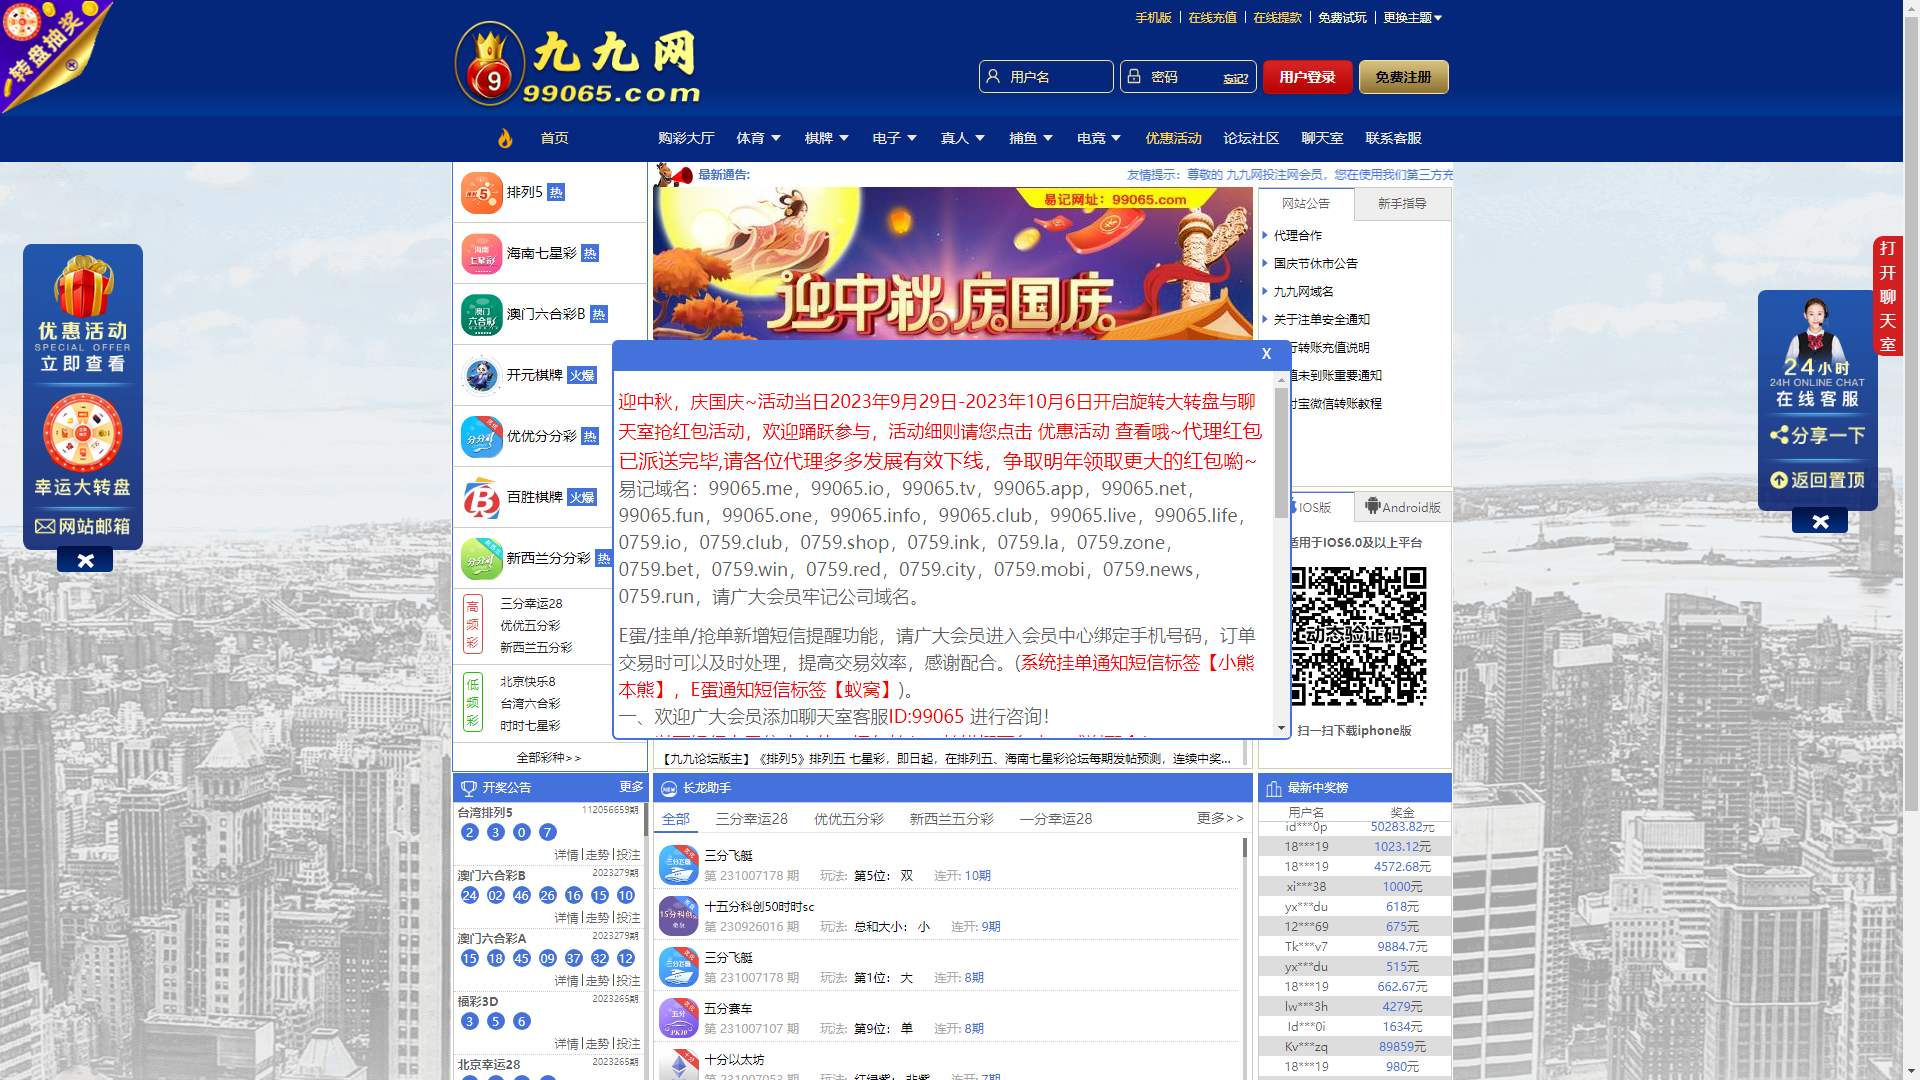 转盘抽奖
手机版
在线充值
在线提款
免费试玩
更换主题
九九网
99065.com
用户名
密码
忘记?
用户登录
免费注册
首页
购彩大厅
体育
棋牌
电子
真人
捕鱼
电竞
优惠活动
论坛社区
聊天室
联系客服
排列5 热
海南七星彩 热
澳门六合彩B 热
开元棋牌 火爆
优优分分彩 热
百胜棋牌 火爆
新西兰分分彩 热
高频彩
三分幸运28
优优五分彩
新西兰五分彩
低频彩
北京快乐8
台湾六合彩
时时七星彩
全部彩种>>
最新通告:
友情提示：尊敬的 九九网投注网会员，您在使用我们第三方充
易记网址：99065.com
迎中秋。庆国庆
网站公告
新手指导
代理合作
国庆节休市公告
九九网域名
关于注单安全通知
行转账充值说明
值未到账重要通知
付宝微信转账教程
X
迎中秋，庆国庆~活动当日2023年9月29日-2023年10月6日开启旋转大转盘与聊
天室抢红包活动，欢迎踊跃参与，活动细则请您点击 优惠活动 查看哦~代理红包
已派送完毕,请各位代理多多发展有效下线，争取明年领取更大的红包喲~
易记域名：99065.me，99065.io，99065.tv，99065.app，99065.net，
99065.fun，99065.one，99065.info，99065.club，99065.live，99065.life，
0759.io，0759.club，0759.shop，0759.ink，0759.la，0759.zone，
0759.bet，0759.win，0759.red，0759.city，0759.mobi，0759.news，
0759.run，请广大会员牢记公司域名。
E蛋/挂单/抢单新增短信提醒功能，请广大会员进入会员中心绑定手机号码，订单
交易时可以及时处理，提高交易效率，感谢配合。(系统挂单通知短信标签【小熊
本熊】，E蛋通知短信标签【蚁窝】)。
一、欢迎广大会员添加聊天室客服ID:99065 进行咨询！
IOS版
Android版
适用于IOS6.0及以上平台
动态验证码
扫一扫下载iphone版
【九九论坛版主】《排列5》排列五 七星彩，即日起，在排列五、海南七星彩论坛每期发帖预测，连续中奖...
优惠活动
SPECIAL OFFER
立即查看
幸运大转盘
网站邮箱
打开聊天室
24小时
24H ONLINE CHAT
在线客服
分享一下
返回置顶
开奖公告 更多
台湾排列5 112056659期
2 3 0 7
详情|走势|投注
澳门六合彩B 2023279期
24 02 46 26 16 15 10
详情|走势|投注
澳门六合彩A 2023279期
15 18 45 09 37 32 12
详情|走势|投注
福彩3D 2023265期
3 5 6
详情|走势|投注
北京幸运28 2023265期
长龙助手
全部
三分幸运28
优优五分彩
新西兰五分彩
一分幸运28
更多>>
三分飞艇
第 231007178 期 玩法: 第5位： 双 连开: 10期
十五分科创50时时sc
第 230926016 期 玩法: 总和大小： 小 连开: 9期
三分飞艇
第 231007178 期 玩法: 第1位： 大 连开: 8期
五分赛车
第 231007107 期 玩法: 第9位： 单 连开: 8期
十分以太坊
第 231007053 期 玩法: 红绿紫： 非紫 连开: 7期
最新中奖榜
用户名 奖金
id***0p 50283.82元
18***19 1023.12元
18***19 4572.68元
xi***38 1000元
yx***du 618元
12***69 675元
Tk***v7 9884.7元
yx***du 515元
18***19 662.67元
lw***3h 4279元
ld***0i 1634元
Kv***zq 89859元
18***19 980元